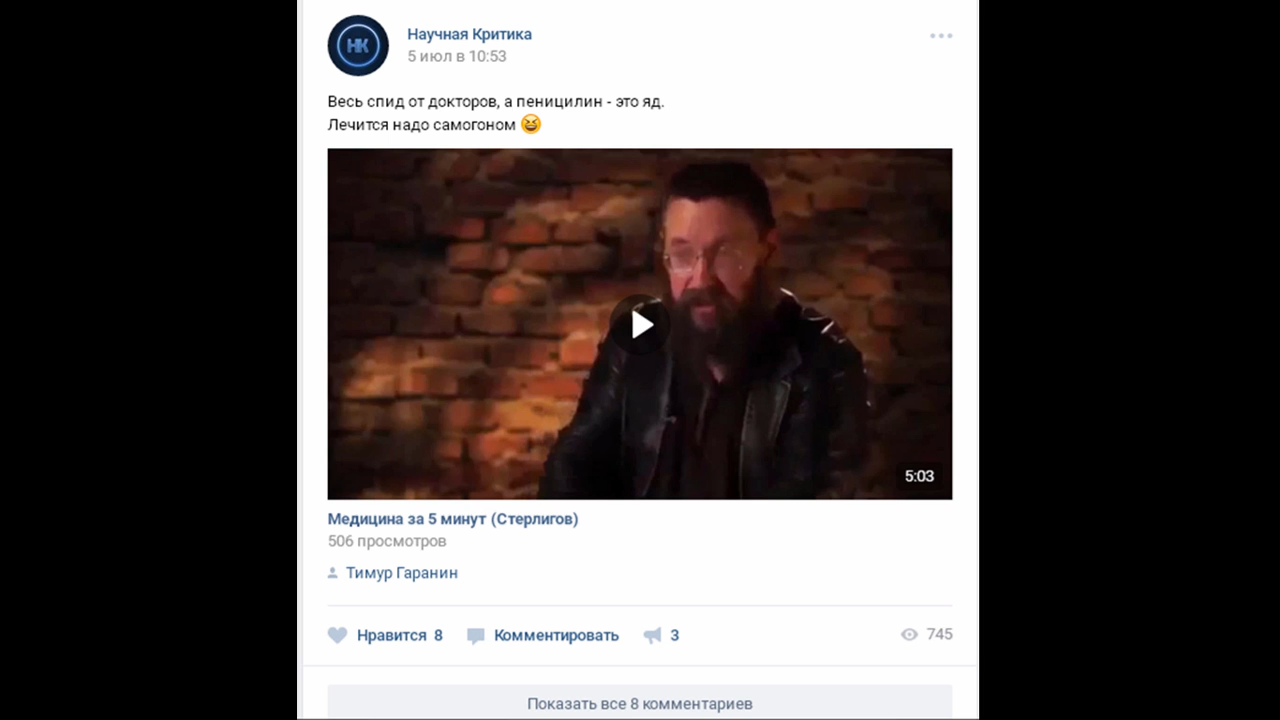 НК
Научная Критика
5 июл в 10:53
Весь спид от докторов, а пеницилин - это яд.
Лечится надо самогоном
5:03
Медицина за 5 минут (Стерлигов)
506 просмотров
Тимур Гаранин
Нравится 8 Комментировать 3 745
Показать все 8 комментариев